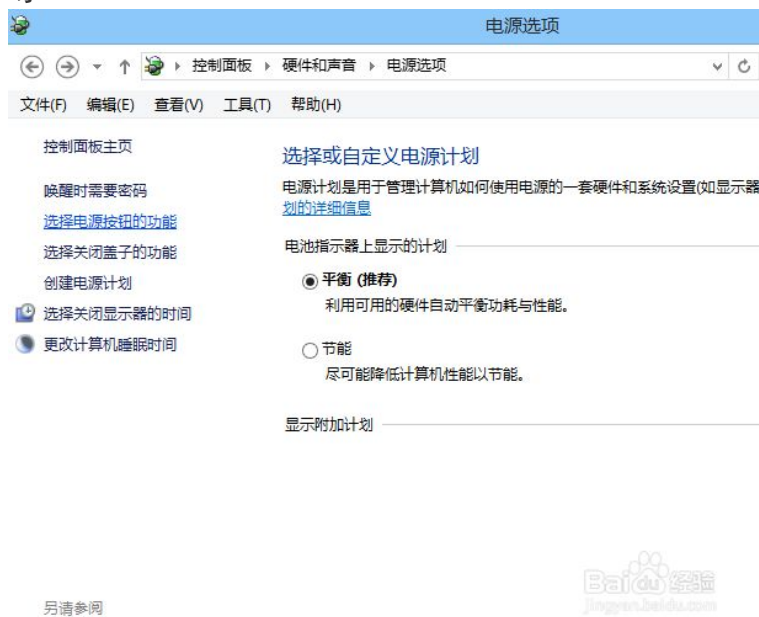 电源选项
控制面板 硬件和声音 电源选项
文件(F) 编辑(E) 查看(V) 工具(T) 帮助(H)
控制面板主页
唤醒时需要密码
选择电源按钮的功能
选择关闭盖子的功能
创建电源计划
选择关闭显示器的时间
更改计算机睡眠时间
另请参阅
选择或自定义电源计划
电源计划是用于管理计算机如何使用电源的一套硬件和系统设置(如显示器
划的详细信息
电池指示器上显示的计划
平衡 (推荐)
利用可用的硬件自动平衡功耗与性能。
节能
尽可能降低计算机性能以节能。
显示附加计划
Baidu 经验
jingyan.baidu.com